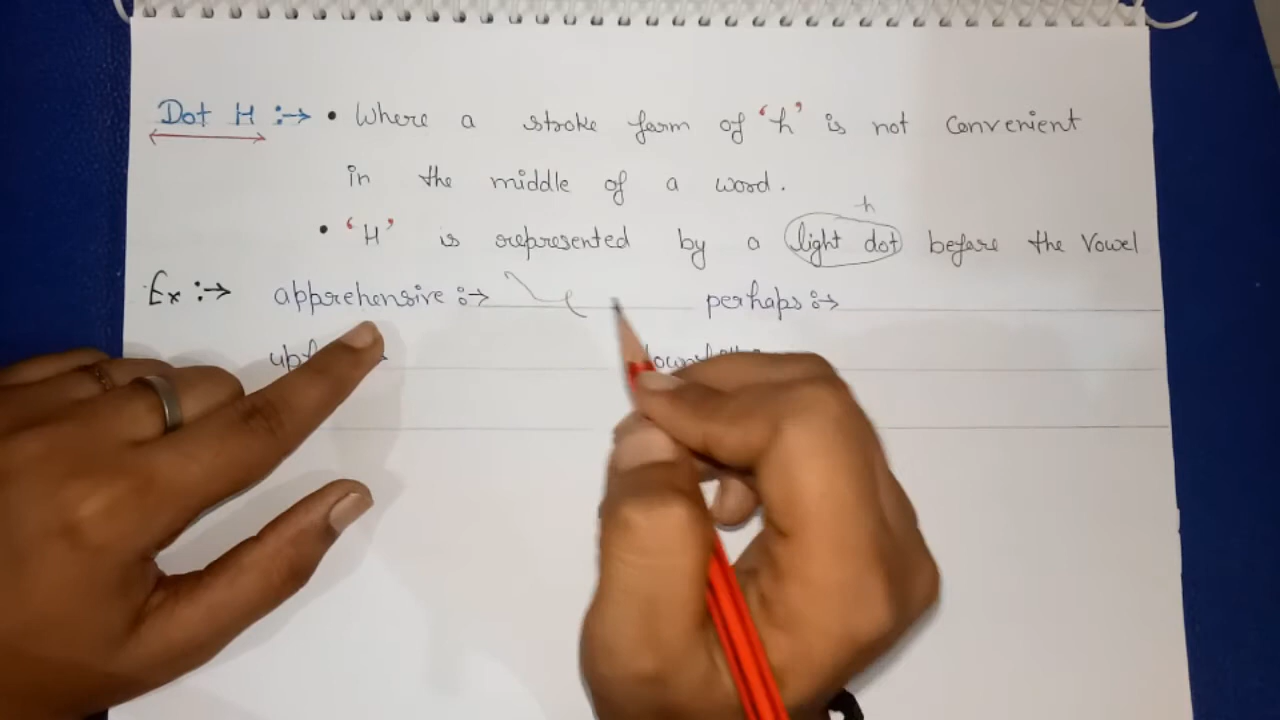 Dot H :→ • Where a stroke form of 'h' is not convenient
in the middle of a word.
h
• 'H' is represented by a light dot before the vowel
Ex :→ apprehensive :→ perhaps :→